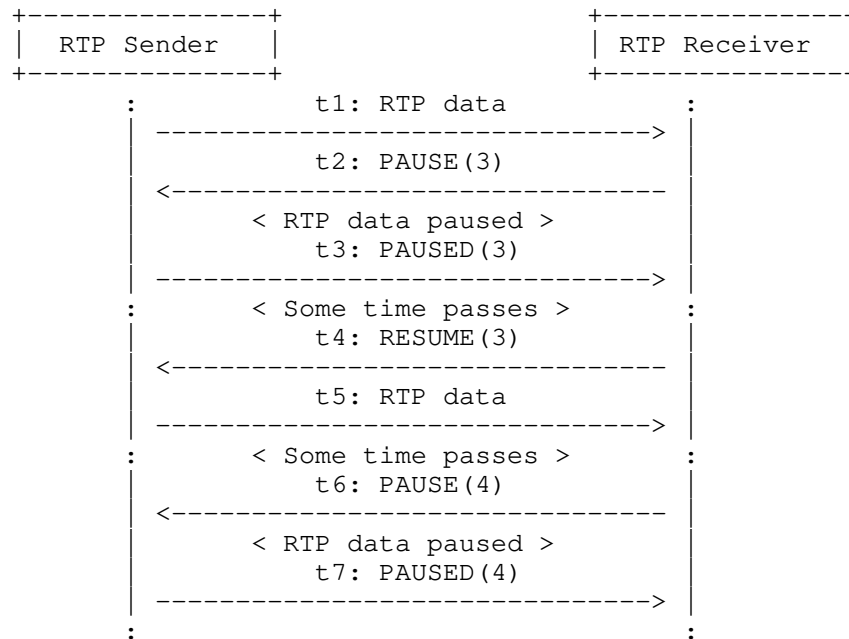 RTP Sender RTP Receiver
t1: RTP data
t2: PAUSE(3)
< RTP data paused >
t3: PAUSED(3)
< Some time passes >
t4: RESUME(3)
t5: RTP data
< Some time passes >
t6: PAUSE(4)
< RTP data paused >
t7: PAUSED(4)